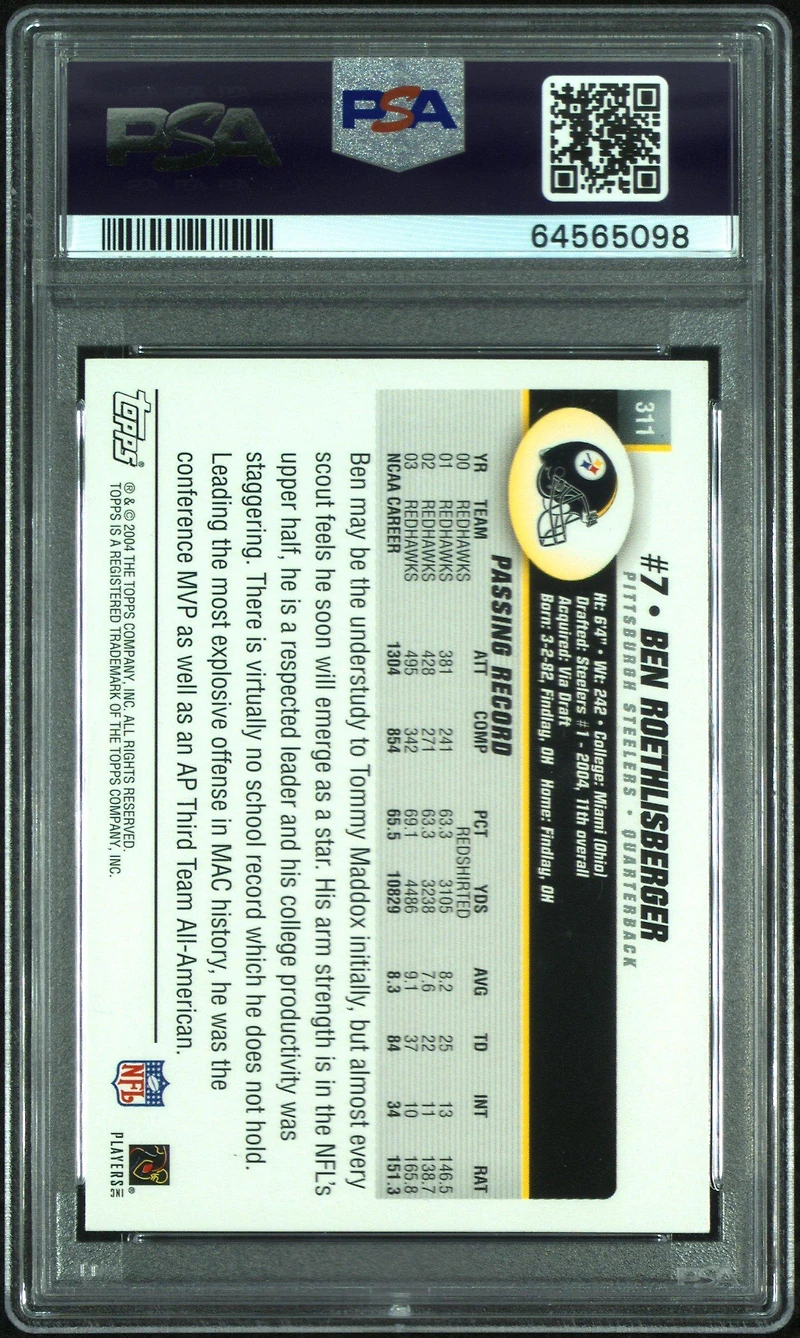 PSA
PSA
64565098
311
#7 • BEN ROETHLISBERGER
PITTSBURGH STEELERS • QUARTERBACK
Ht: 6'4" • Wt: 242 • College: Miami (Ohio)
Drafted: Steelers #1 - 2004, 11th overall
Acquired: Via Draft
Born: 3-2-82, Findlay, OH Home: Findlay, OH
PASSING RECORD
YR TEAM ATT COMP PCT YDS AVG TD INT RAT
00 REDHAWKS REDSHIRTED
01 REDHAWKS 381 241 63.3 3105 8.2 25 13 146.5
02 REDHAWKS 428 271 63.3 3238 7.6 22 11 138.7
03 REDHAWKS 495 342 69.1 4486 9.1 37 10 165.8
NCAA CAREER 1304 854 65.5 10829 8.3 84 34 151.3
Ben may be the understudy to Tommy Maddox initially, but almost every
scout feels he soon will emerge as a star. His arm strength is in the NFL's
upper half, he is a respected leader and his college productivity was
staggering. There is virtually no school record which he does not hold.
Leading the most explosive offense in MAC history, he was the
conference MVP as well as an AP Third Team All-American.
topps®
® & © 2004 THE TOPPS COMPANY, INC. ALL RIGHTS RESERVED.
TOPPS IS A REGISTERED TRADEMARK OF THE TOPPS COMPANY, INC.
NFL
PLAYERS INC
PSA